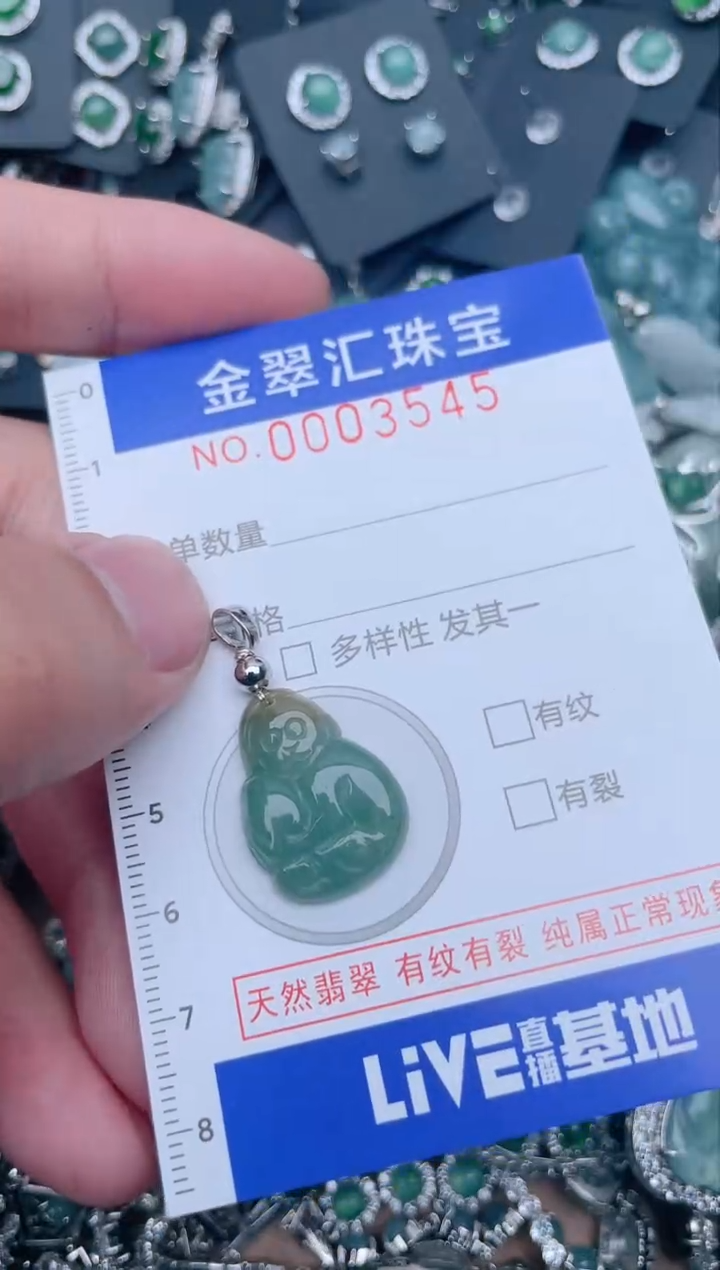 金翠汇珠宝
NO.0003545
0
1
单数量
格
多样性 发其一
有纹
有裂
5
6
天然翡翠 有纹有裂 纯属正常现象
7
LiVE直播基地
8